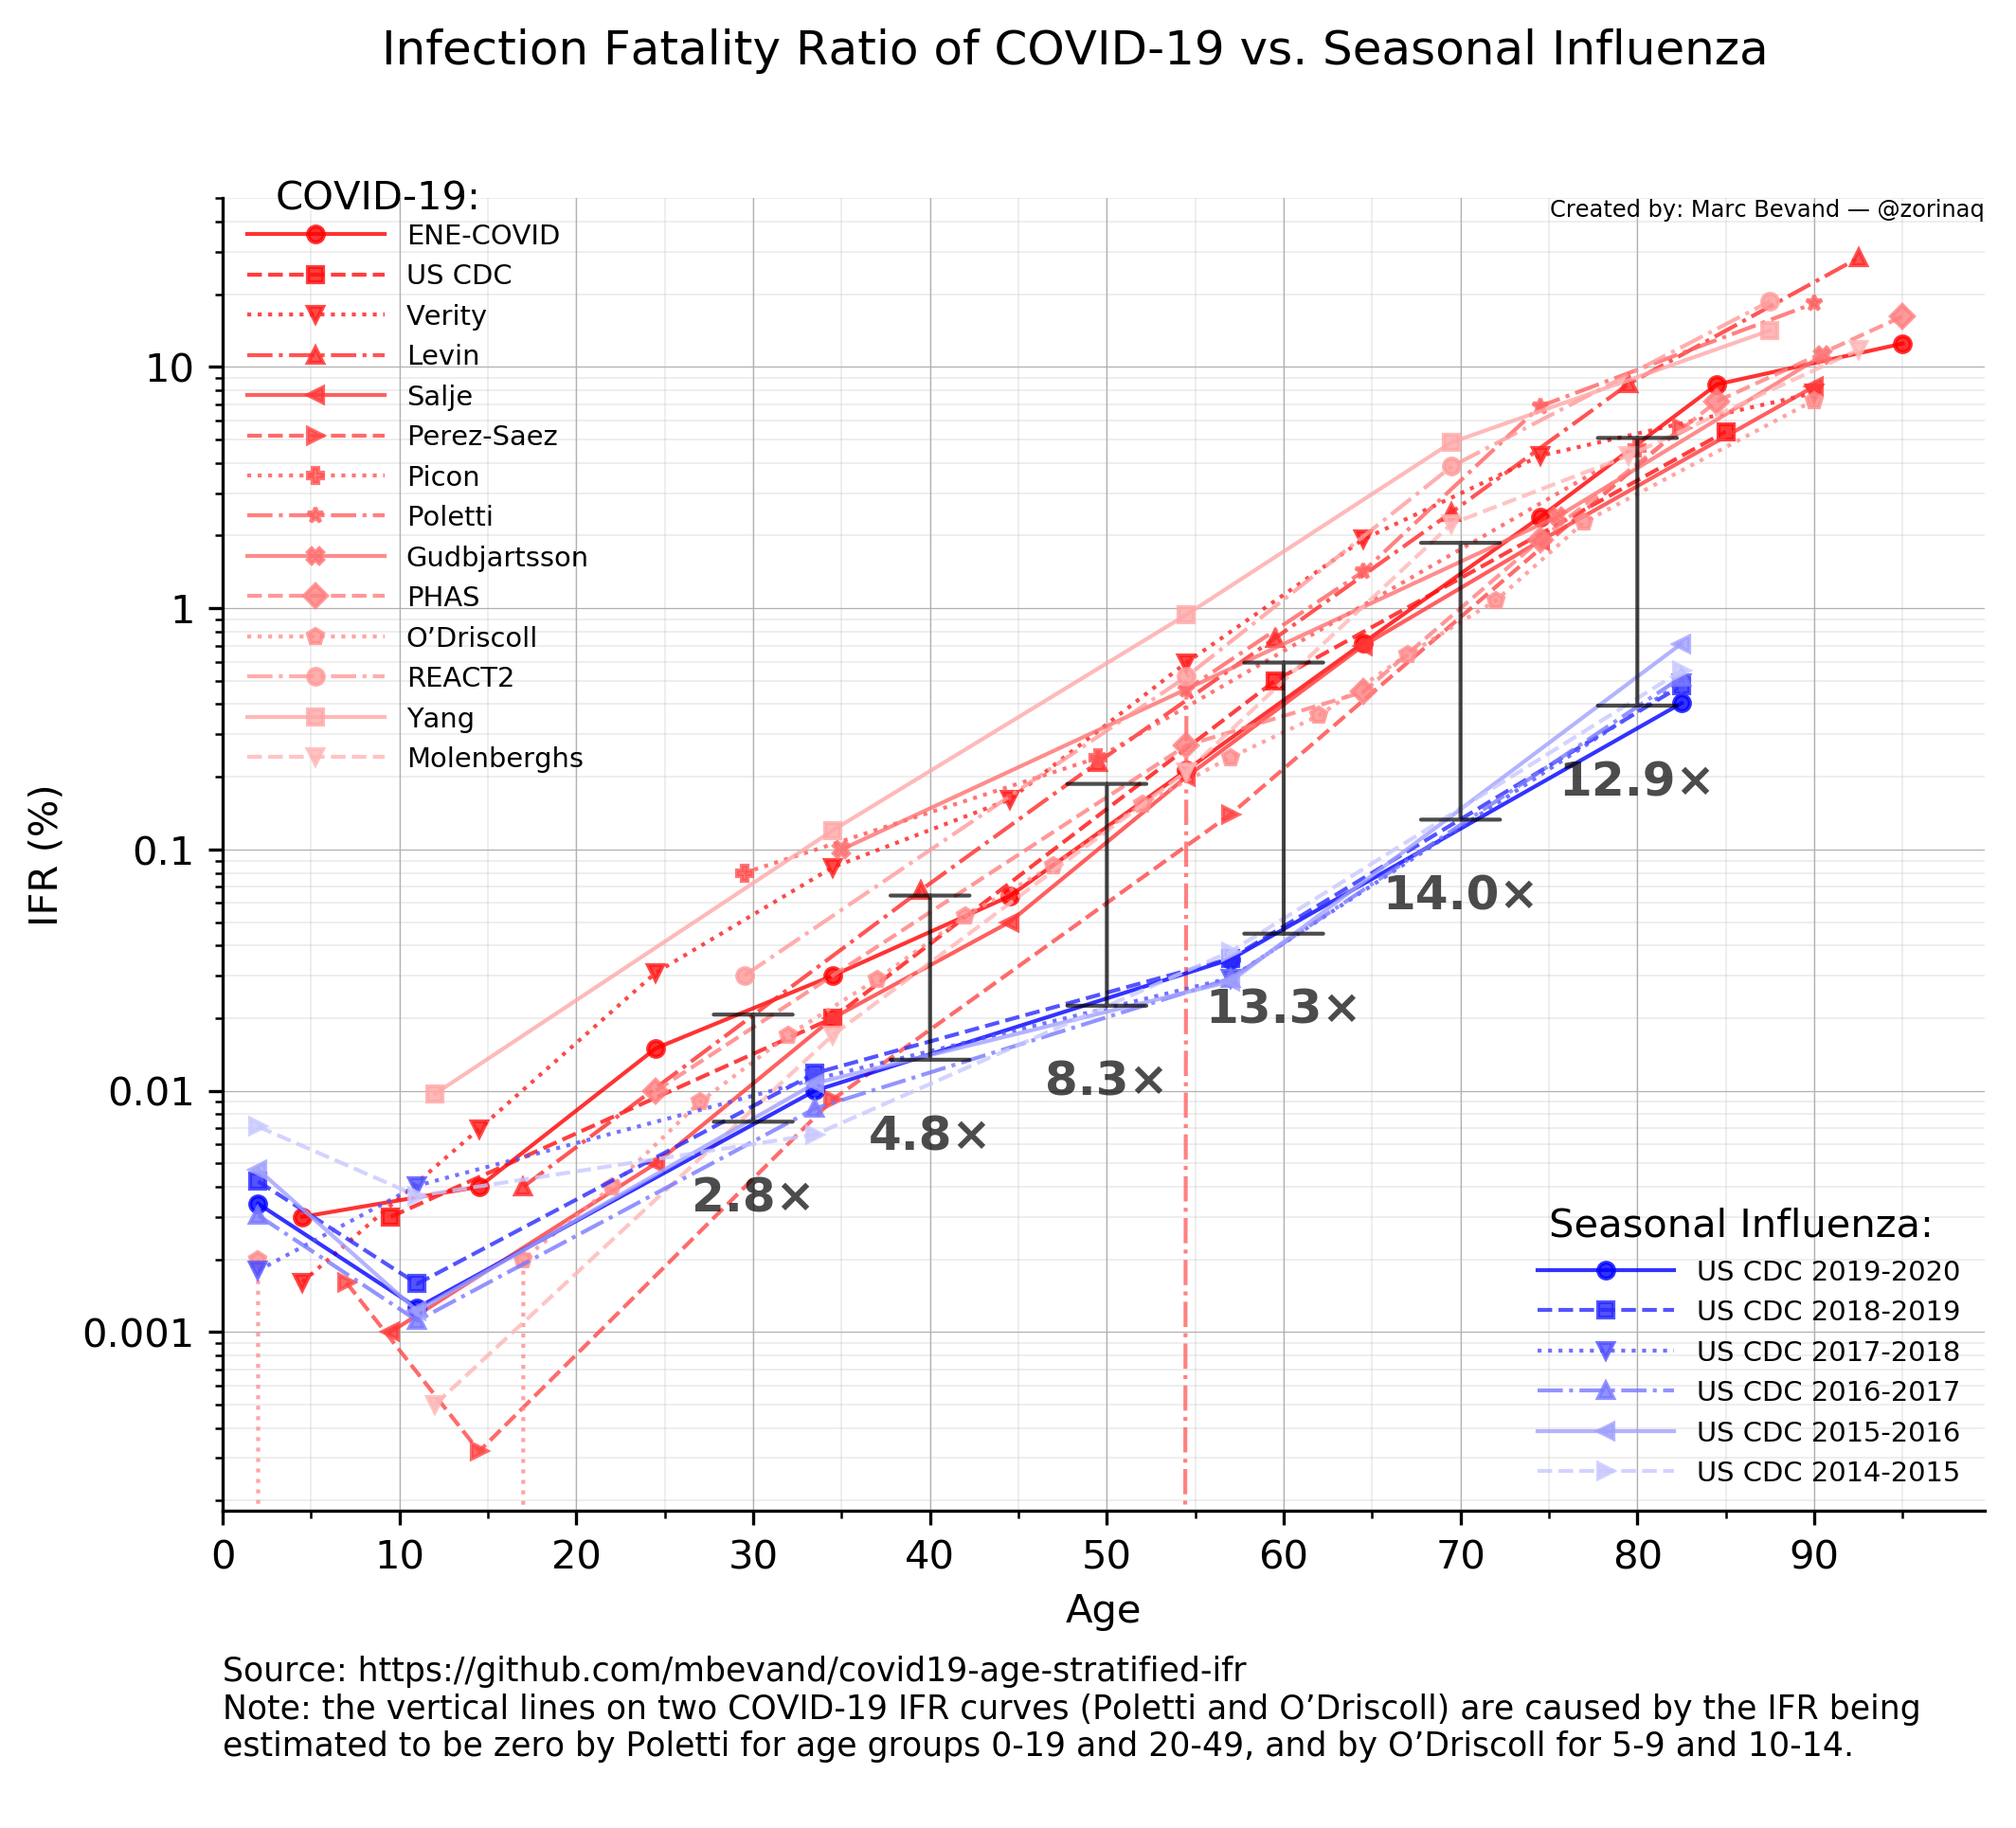 Infection Fatality Ratio of COVID-19 vs. Seasonal Influenza
COVID-19:
ENE-COVID
US CDC
Verity
Levin
Salje
Perez-Saez
Picon
Poletti
Gudbjartsson
PHAS
O’Driscoll
REACT2
Yang
Molenberghs
Created by: Marc Bevand — @zorinaq
IFR (%)
10
1
0.1
0.01
0.001
2.8×
4.8×
8.3×
13.3×
14.0×
12.9×
Seasonal Influenza:
US CDC 2019-2020
US CDC 2018-2019
US CDC 2017-2018
US CDC 2016-2017
US CDC 2015-2016
US CDC 2014-2015
0 10 20 30 40 50 60 70 80 90
Age
Source: https://github.com/mbevand/covid19-age-stratified-ifr
Note: the vertical lines on two COVID-19 IFR curves (Poletti and O’Driscoll) are caused by the IFR being
estimated to be zero by Poletti for age groups 0-19 and 20-49, and by O’Driscoll for 5-9 and 10-14.